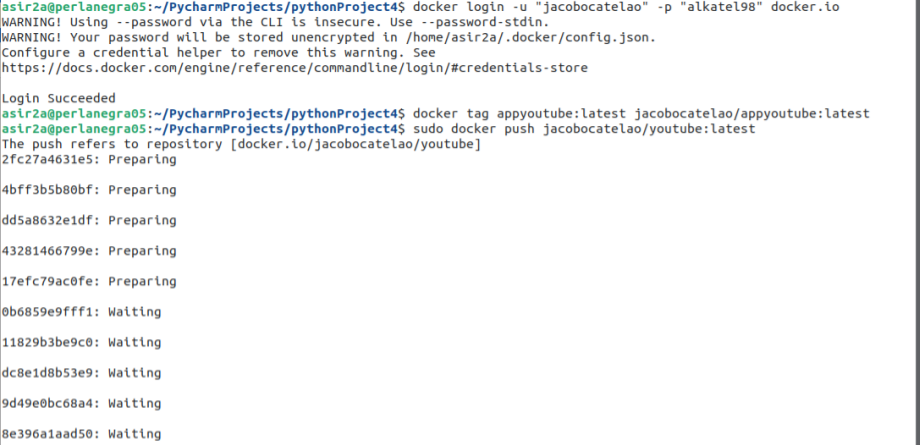 asir2a@perlanegra05:~/PycharmProjects/pythonProject4$ docker login -u "jacobocatelao" -p "alkatel98" docker.io
WARNING! Using --password via the CLI is insecure. Use --password-stdin.
WARNING! Your password will be stored unencrypted in /home/asir2a/.docker/config.json.
Configure a credential helper to remove this warning. See
https://docs.docker.com/engine/reference/commandline/login/#credentials-store
Login Succeeded
asir2a@perlanegra05:~/PycharmProjects/pythonProject4$ docker tag appyoutube:latest jacobocatelao/appyoutube:latest
asir2a@perlanegra05:~/PycharmProjects/pythonProject4$ sudo docker push jacobocatelao/youtube:latest
The push refers to repository [docker.io/jacobocatelao/youtube]
2fc27a4631e5: Preparing
4bff3b5b80bf: Preparing
dd5a8632e1df: Preparing
43281466799e: Preparing
17efc79ac0fe: Preparing
0b6859e9fff1: Waiting
11829b3be9c0: Waiting
dc8e1d8b53e9: Waiting
9d49e0bc68a4: Waiting
8e396a1aad50: Waiting